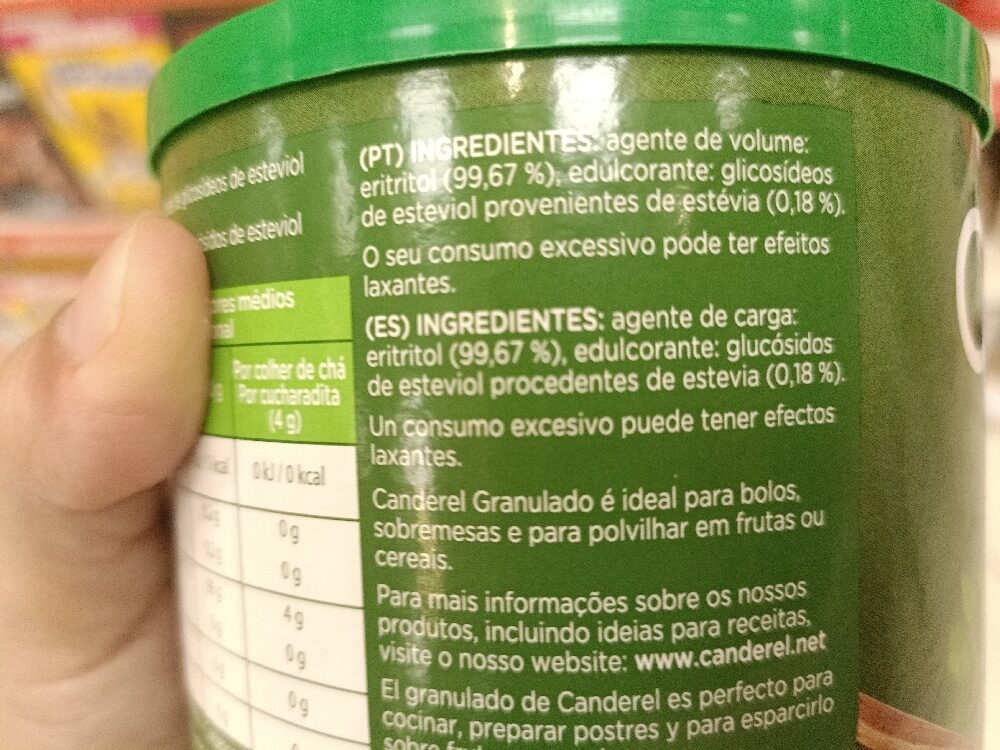 de esteviol
de esteviol
médios
Por colher de chá
Por cucharadita
(4 g)
0 kJ / 0 kcal
0 g
0 g
4 g
0 g
0 g
(PT) INGREDIENTES: agente de volume:
eritritol (99,67 %), edulcorante: glicosídeos
de esteviol provenientes de estévia (0,18 %).
O seu consumo excessivo pode ter efeitos
laxantes.
(ES) INGREDIENTES: agente de carga:
eritritol (99,67 %), edulcorante: glucósidos
de esteviol procedentes de estevia (0,18 %).
Un consumo excesivo puede tener efectos
laxantes.
Canderel Granulado é ideal para bolos,
sobremesas e para polvilhar em frutas ou
cereais.
Para mais informações sobre os nossos
produtos, incluindo ideias para receitas,
visite o nosso website: www.canderel.net
El granulado de Canderel es perfecto para
cocinar, preparar postres y para esparcirlo
sobre